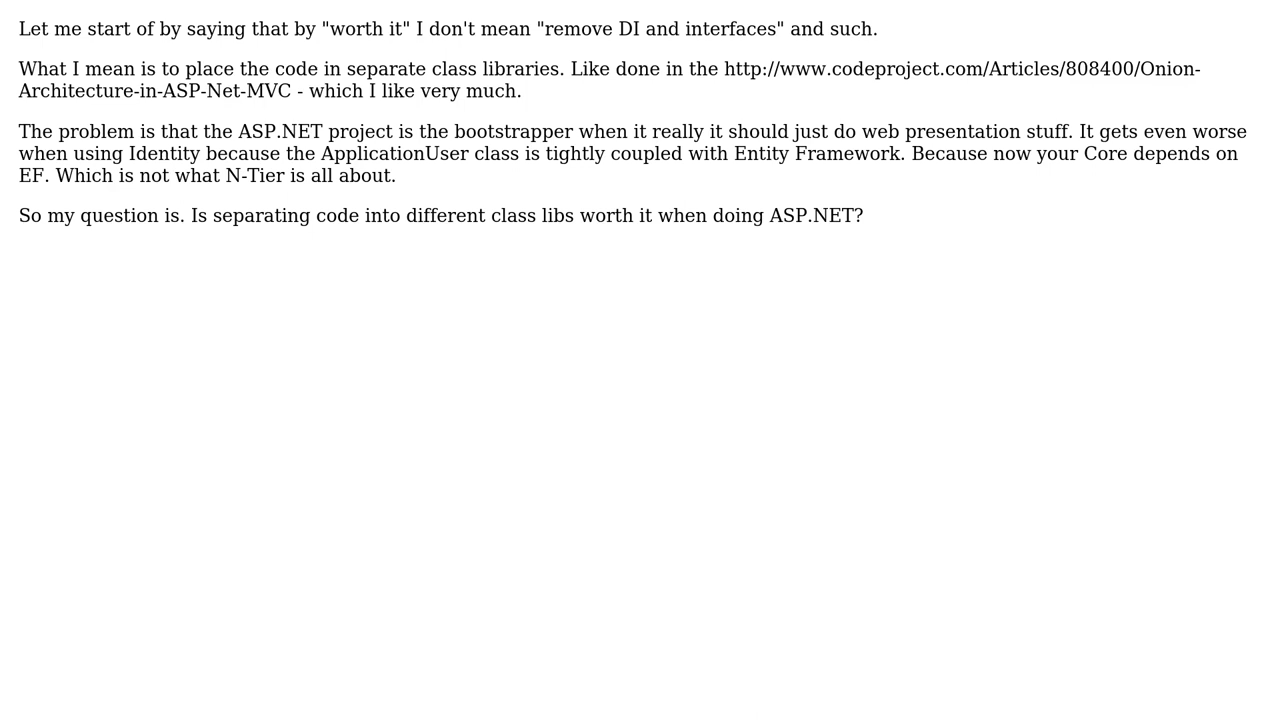 Let me start of by saying that by "worth it" I don't mean "remove DI and interfaces" and such.
What I mean is to place the code in separate class libraries. Like done in the http://www.codeproject.com/Articles/808400/Onion-
Architecture-in-ASP-Net-MVC - which I like very much.
The problem is that the ASP.NET project is the bootstrapper when it really it should just do web presentation stuff. It gets even worse
when using Identity because the ApplicationUser class is tightly coupled with Entity Framework. Because now your Core depends on
EF. Which is not what N-Tier is all about.
So my question is. Is separating code into different class libs worth it when doing ASP.NET?